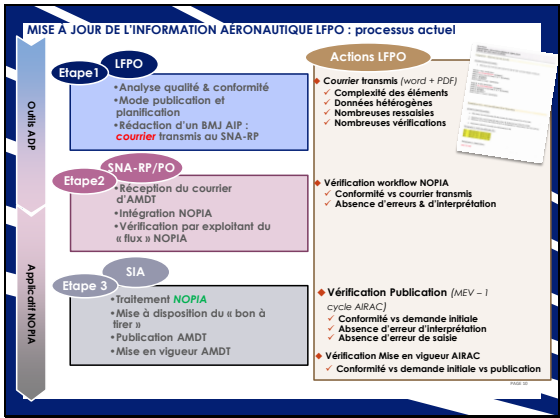 MISE À JOUR DE L'INFORMATION AÉRONAUTIQUE LFPO : processus actuel
Outils ADP
Applicatif NOPIA
LFPO
Etape1
•Analyse qualité & conformité
•Mode publication et
planification
•Rédaction d'un BMJ AIP :
courrier transmis au SNA-RP
SNA-RP/PO
Etape2
•Réception du courrier
d'AMDT
•Intégration NOPIA
•Vérification par exploitant du
« flux » NOPIA
SIA
Etape 3
•Traitement NOPIA
•Mise à disposition du « bon à
tirer »
•Publication AMDT
•Mise en vigueur AMDT
Actions LFPO
◆ Courrier transmis (word + PDF)
✓ Complexité des éléments
✓ Données hétérogènes
✓ Nombreuses ressaisies
✓ Nombreuses vérifications
◆ Vérification workflow NOPIA
✓ Conformité vs courrier transmis
✓ Absence d'erreurs & d'interprétation
◆ Vérification Publication (MEV – 1
cycle AIRAC)
✓ Conformité vs demande initiale
✓ Absence d'erreur d'interprétation
✓ Absence de erreur de saisie
◆ Vérification Mise en vigueur AIRAC
✓ Conformité vs demande initiale vs publication